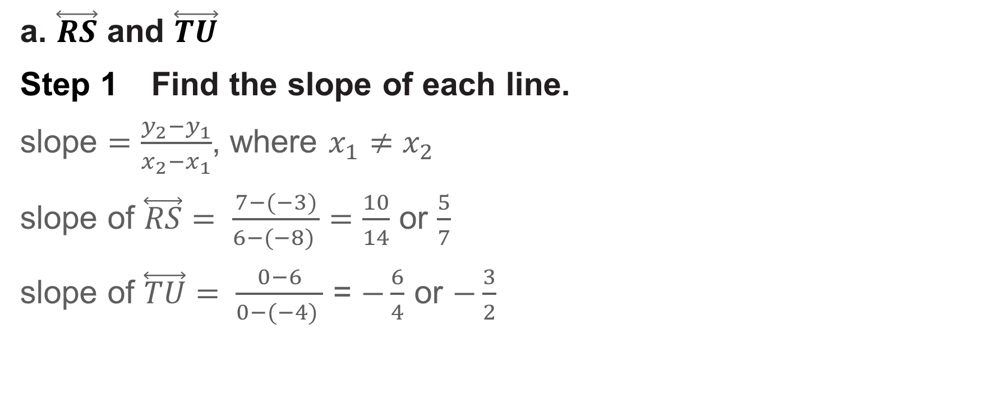 a. $\overleftrightarrow{RS}$ and $\overleftrightarrow{TU}$
Step 1 Find the slope of each line.
slope = $\frac{y_2-y_1}{x_2-x_1}$, where $x_1 \neq x_2$
slope of $\overleftrightarrow{RS}$ = $\frac{7-(-3)}{6-(-8)}$ = $\frac{10}{14}$ or $\frac{5}{7}$
slope of $\overleftrightarrow{TU}$ = $\frac{0-6}{0-(-4)}$ = $-\frac{6}{4}$ or $-\frac{3}{2}$